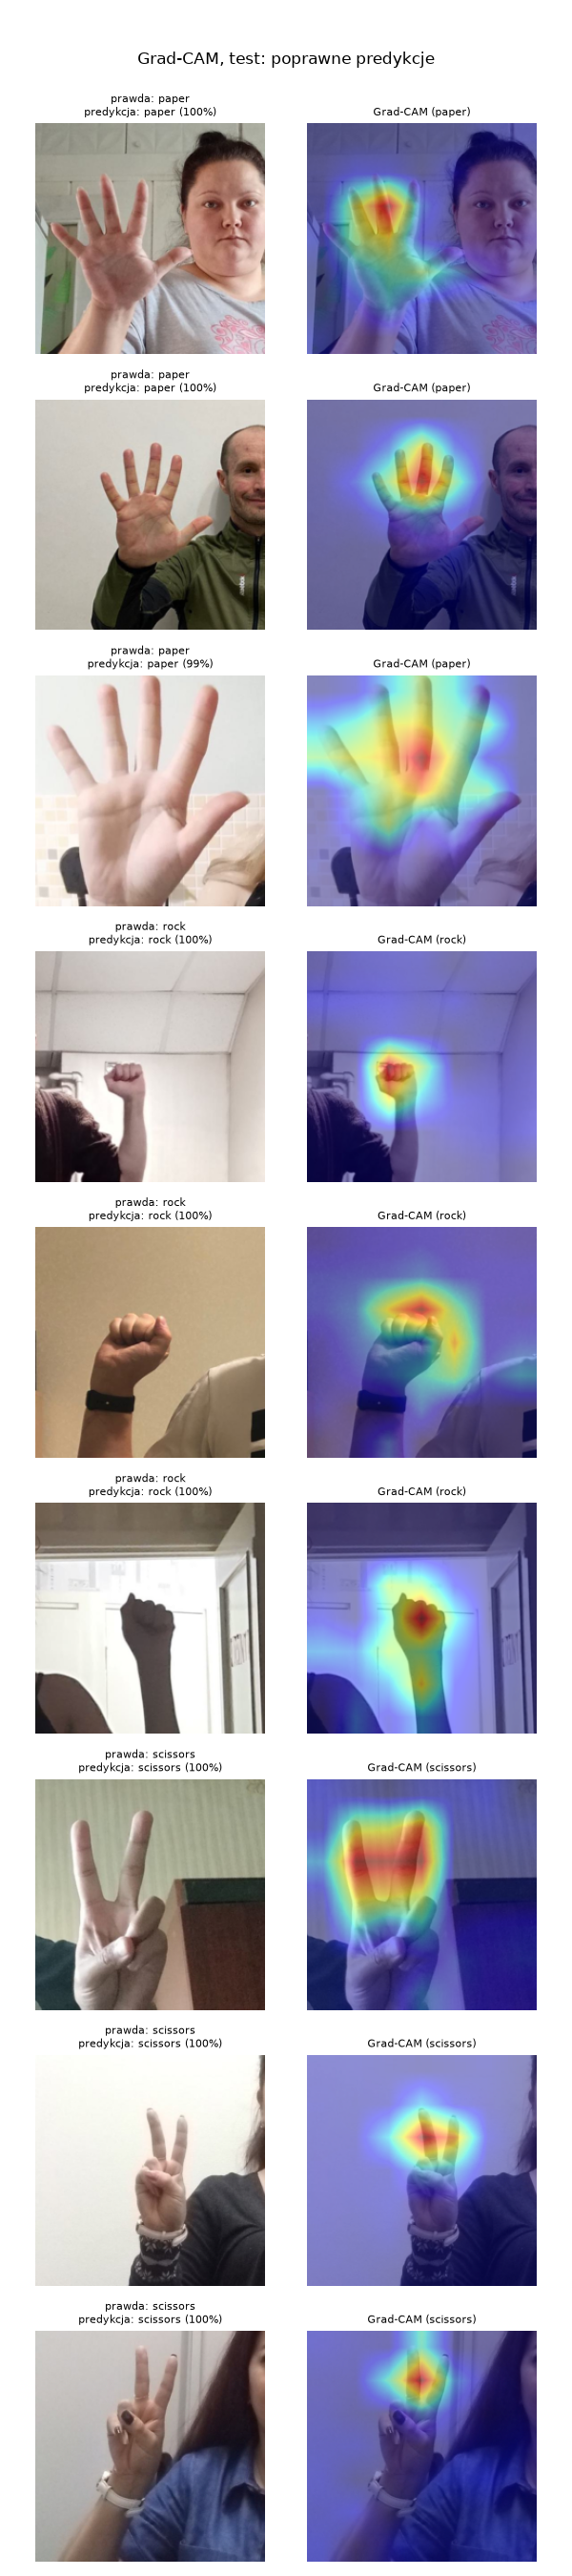 Grad-CAM, test: poprawne predykcje
prawda: paper
predykcja: paper (100%)
Grad-CAM (paper)
prawda: paper
predykcja: paper (100%)
Grad-CAM (paper)
prawda: paper
predykcja: paper (99%)
Grad-CAM (paper)
prawda: rock
predykcja: rock (100%)
Grad-CAM (rock)
prawda: rock
predykcja: rock (100%)
Grad-CAM (rock)
prawda: rock
predykcja: rock (100%)
Grad-CAM (rock)
prawda: scissors
predykcja: scissors (100%)
Grad-CAM (scissors)
prawda: scissors
predykcja: scissors (100%)
Grad-CAM (scissors)
prawda: scissors
predykcja: scissors (100%)
Grad-CAM (scissors)